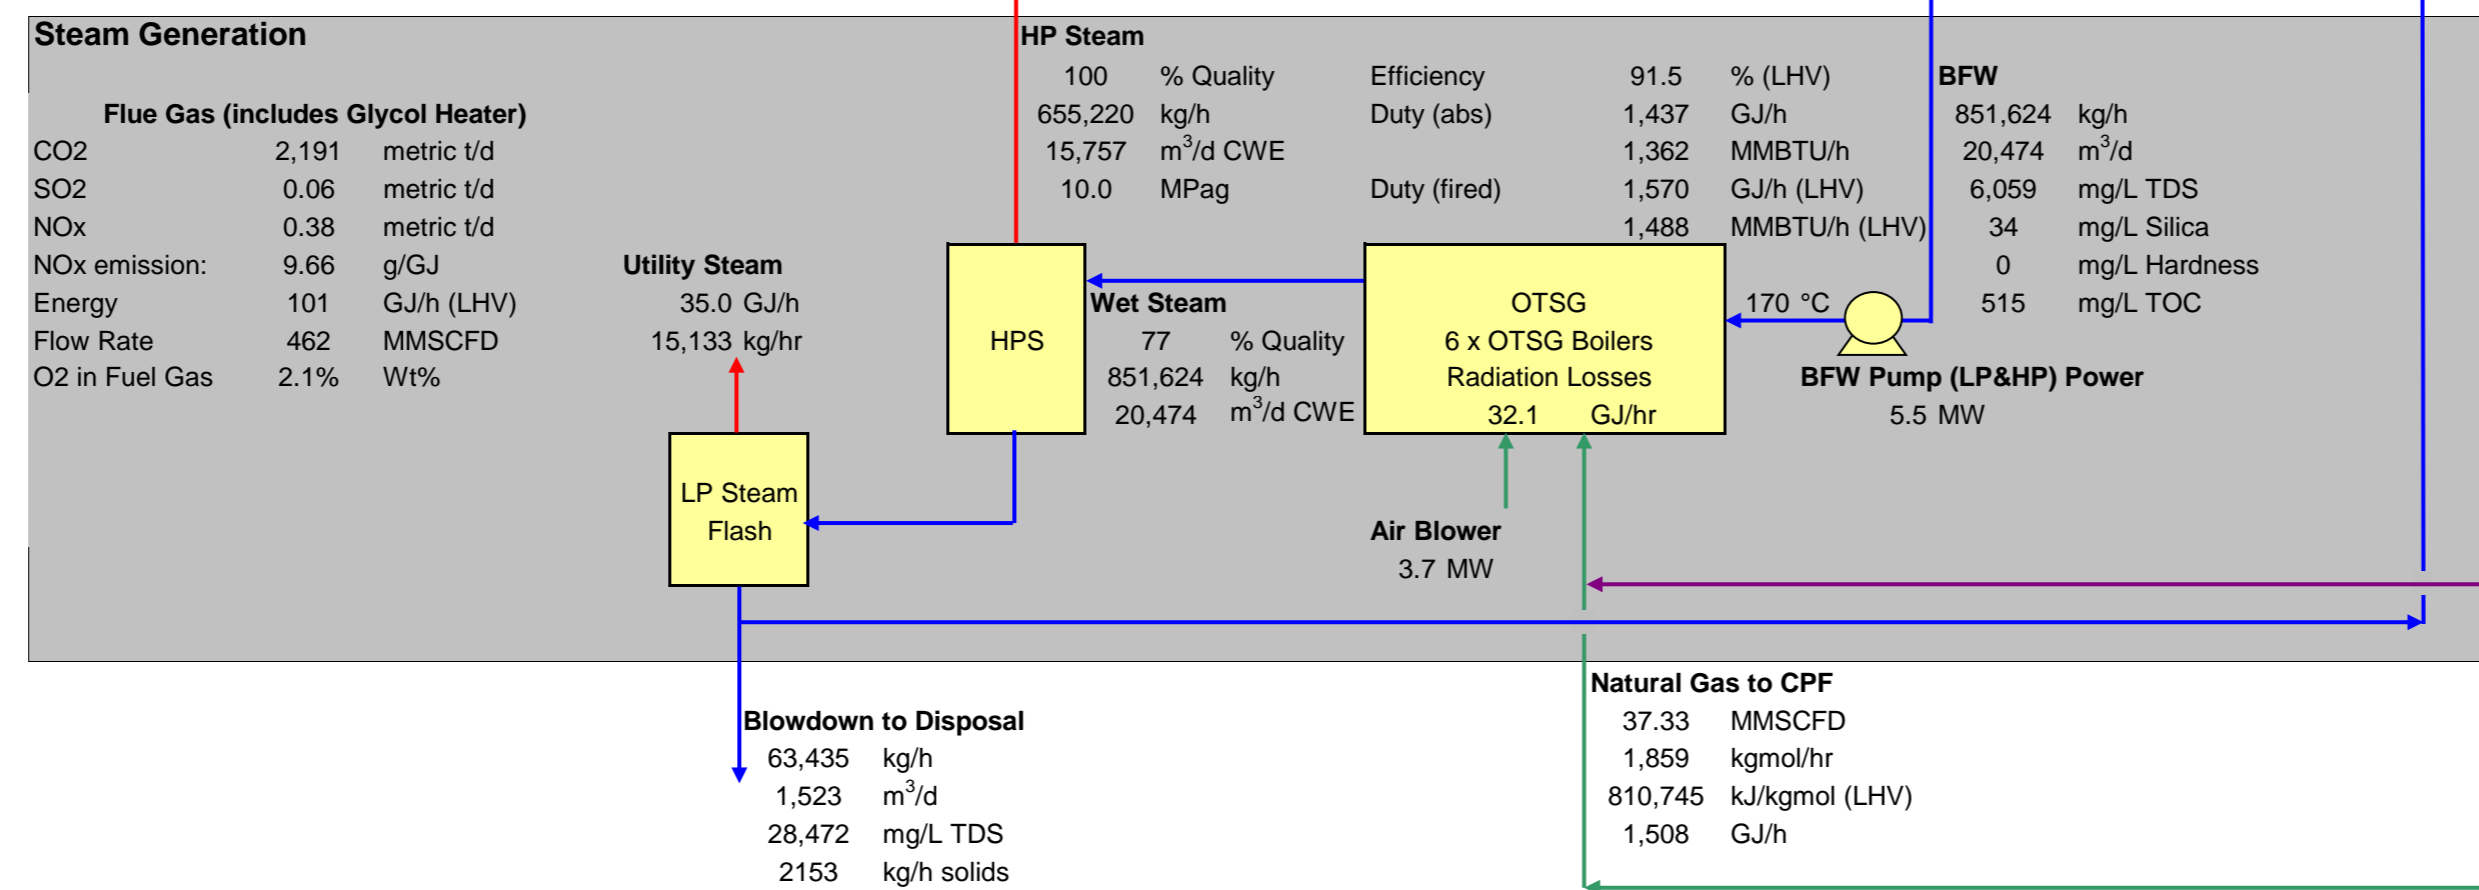 Steam Generation
Flue Gas (includes Glycol Heater)
CO2 2,191 metric t/d
SO2 0.06 metric t/d
NOx 0.38 metric t/d
NOx emission: 9.66 g/GJ
Energy 101 GJ/h (LHV)
Flow Rate 462 MMSCFD
O2 in Fuel Gas 2.1% Wt%
Utility Steam
35.0 GJ/h
15,133 kg/hr
LP Steam
Flash
HP Steam
100 % Quality
655,220 kg/h
15,757 m³/d CWE
10.0 MPag
HPS
Wet Steam
77 % Quality
851,624 kg/h
20,474 m³/d CWE
Efficiency 91.5 % (LHV)
Duty (abs) 1,437 GJ/h
1,362 MMBTU/h
Duty (fired) 1,570 GJ/h (LHV)
1,488 MMBTU/h (LHV)
OTSG
6 x OTSG Boilers
Radiation Losses
32.1 GJ/hr
Air Blower
3.7 MW
BFW
851,624 kg/h
20,474 m³/d
6,059 mg/L TDS
34 mg/L Silica
0 mg/L Hardness
515 mg/L TOC
170 °C
BFW Pump (LP&HP) Power
5.5 MW
Blowdown to Disposal
63,435 kg/h
1,523 m³/d
28,472 mg/L TDS
2153 kg/h solids
Natural Gas to CPF
37.33 MMSCFD
1,859 kgmol/hr
810,745 kJ/kgmol (LHV)
1,508 GJ/h